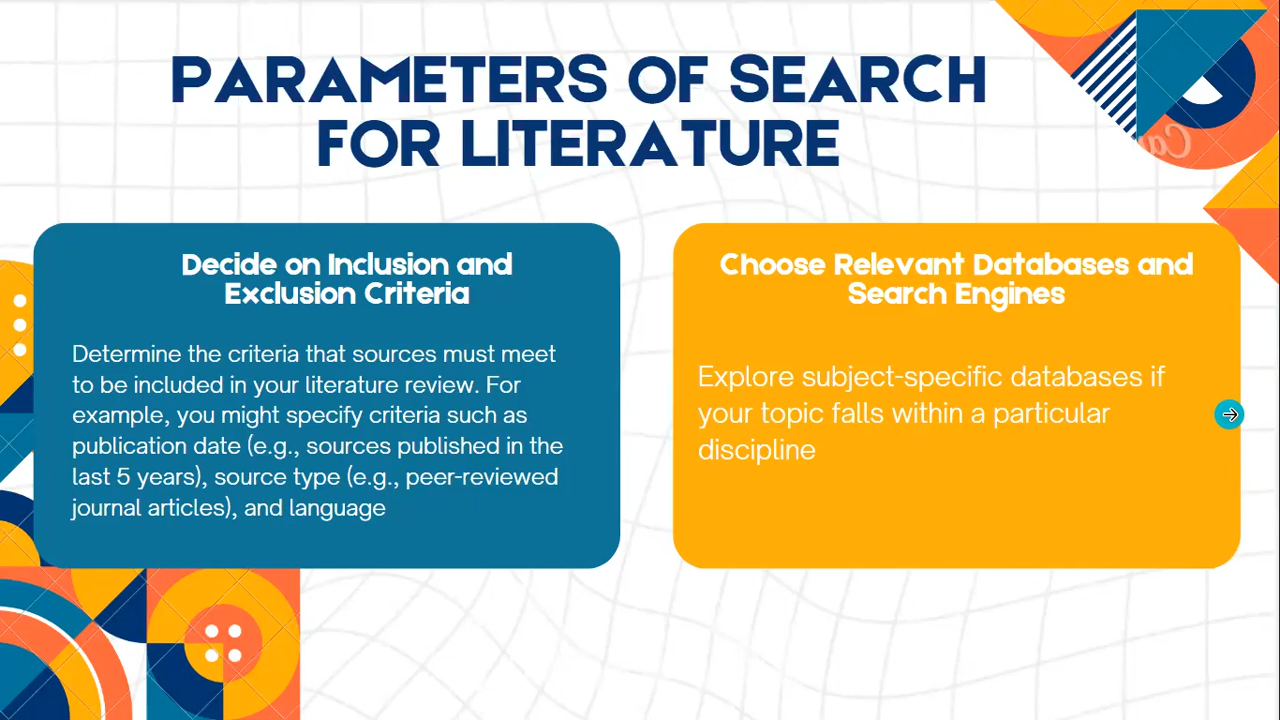 PARAMETERS OF SEARCH
FOR LITERATURE
Decide on Inclusion and
Exclusion Criteria
Determine the criteria that sources must meet
to be included in your literature review. For
example, you might specify criteria such as
publication date (e.g., sources published in the
last 5 years), source type (e.g., peer-reviewed
journal articles), and language
Choose Relevant Databases and
Search Engines
Explore subject-specific databases if
your topic falls within a particular
discipline